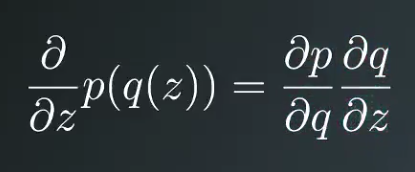 ∂/∂z p(q(z)) = ∂p/∂q ∂q/∂z